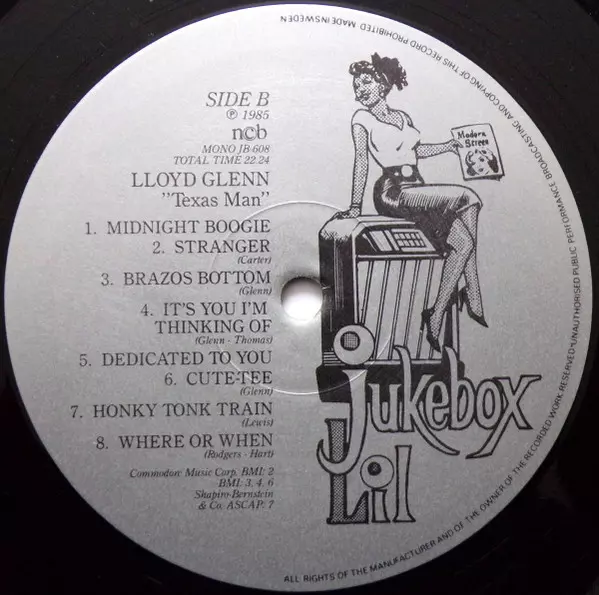 SIDE B
℗ 1985
ncb
MONO JB-608
TOTAL TIME 22.24
LLOYD GLENN
"Texas Man"
1. MIDNIGHT BOOGIE
2. STRANGER
(Carter)
3. BRAZOS BOTTOM
(Glenn)
4. IT'S YOU I'M
THINKING OF
(Glenn - Thomas)
5. DEDICATED TO YOU
6. CUTE-TEE
(Glenn)
7. HONKY TONK TRAIN
(Lewis)
8. WHERE OR WHEN
(Rodgers - Hart)
Commodore Music Corp. BMI: 2
BMI: 3, 4, 6
Shapiro-Bernstein
& Co. ASCAP: 7
Modern
Screen
Jukebox
Lil
ALL RIGHTS OF THE MANUFACTURER AND OF THE OWNER OF THE RECORDED WORK RESERVED•UNAUTHORISED PUBLIC PERFORMANCE, BROADCASTING AND COPYING OF THIS RECORD PROHIBITED·MADE IN SWEDEN